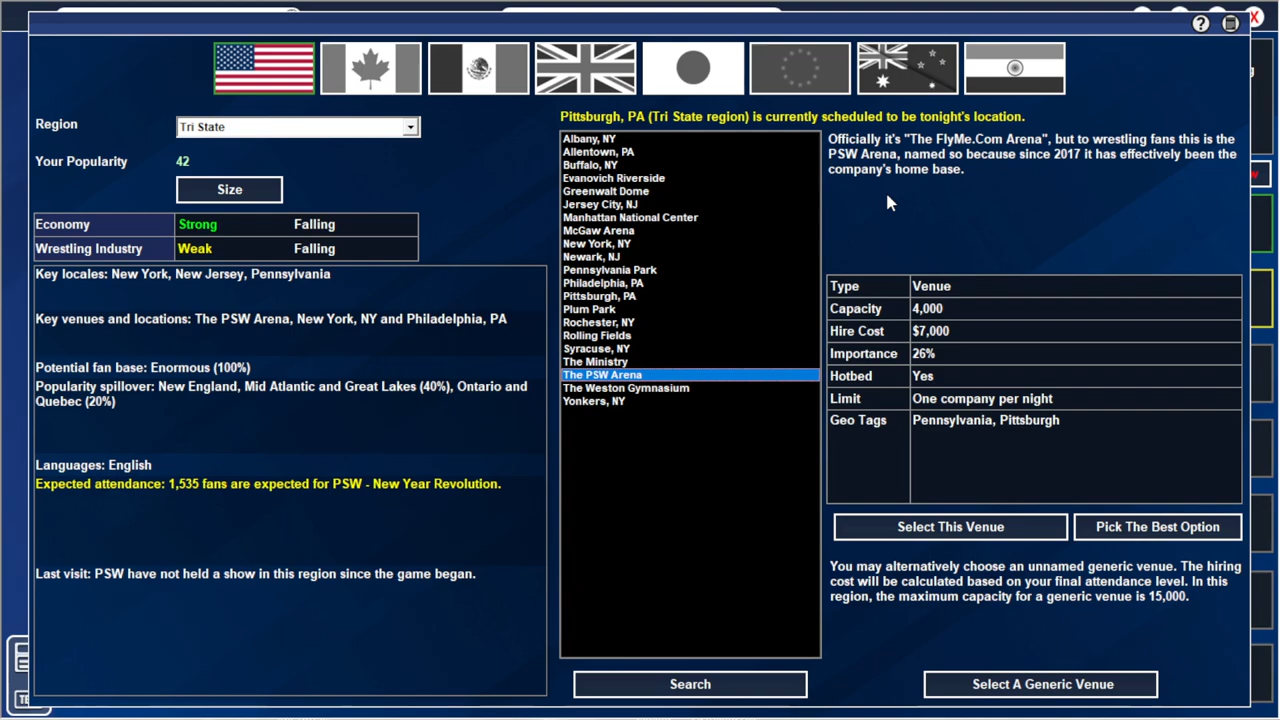 X
?
Region
Tri State
Your Popularity
42
Size
Economy Strong Falling
Wrestling Industry Weak Falling
Key locales: New York, New Jersey, Pennsylvania
Key venues and locations: The PSW Arena, New York, NY and Philadelphia, PA
Potential fan base: Enormous (100%)
Popularity spillover: New England, Mid Atlantic and Great Lakes (40%), Ontario and
Quebec (20%)
Languages: English
Expected attendance: 1,535 fans are expected for PSW - New Year Revolution.
Last visit: PSW have not held a show in this region since the game began.
Pittsburgh, PA (Tri State region) is currently scheduled to be tonight's location.
Albany, NY
Allentown, PA
Buffalo, NY
Evanovich Riverside
Greenwalt Dome
Jersey City, NJ
Manhattan National Center
McGaw Arena
New York, NY
Newark, NJ
Pennsylvania Park
Philadelphia, PA
Pittsburgh, PA
Plum Park
Rochester, NY
Rolling Fields
Syracuse, NY
The Ministry
The PSW Arena
The Weston Gymnasium
Yonkers, NY
Search
Officially it's "The FlyMe.Com Arena", but to wrestling fans this is the
PSW Arena, named so because since 2017 it has effectively been the
company's home base.
Type Venue
Capacity 4,000
Hire Cost $7,000
Importance 26%
Hotbed Yes
Limit One company per night
Geo Tags Pennsylvania, Pittsburgh
Select This Venue
Pick The Best Option
You may alternatively choose an unnamed generic venue. The hiring
cost will be calculated based on your final attendance level. In this
region, the maximum capacity for a generic venue is 15,000.
Select A Generic Venue